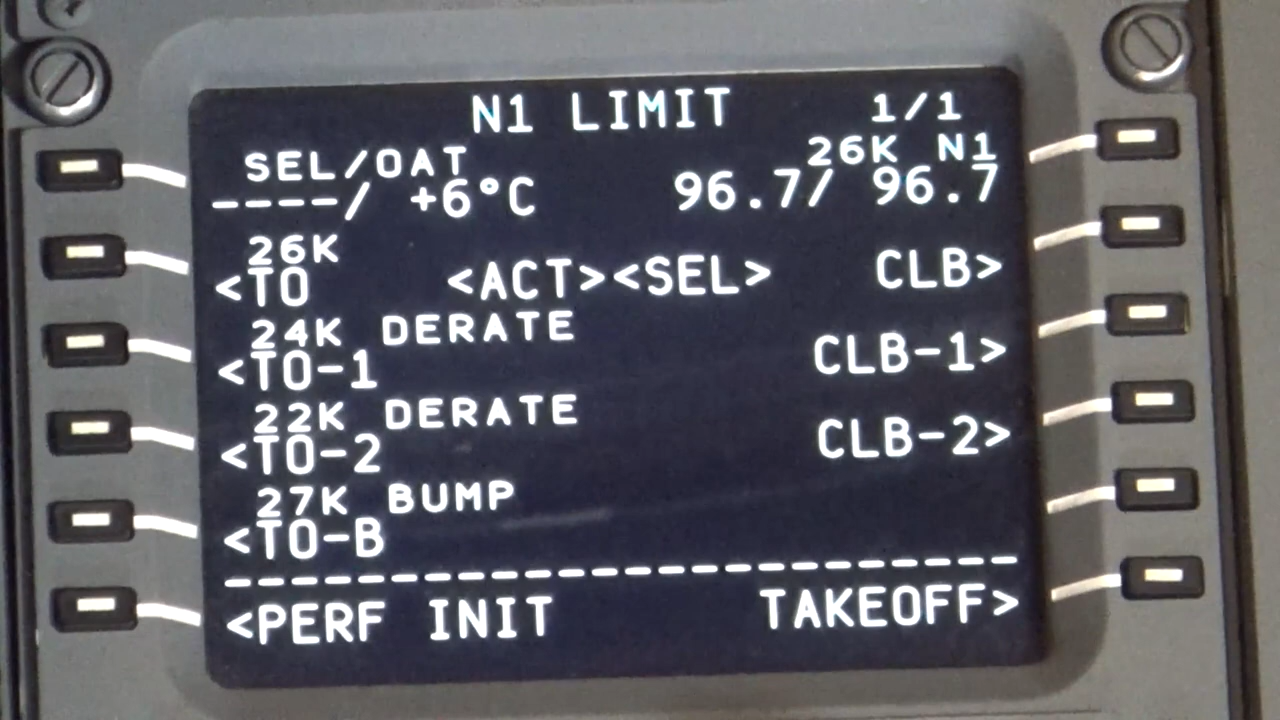 N1 LIMIT 1/1
SEL/OAT 26K N1
----/ +6°C 96.7/ 96.7
26K
<TO <ACT><SEL> CLB>
24K DERATE
<TO-1 CLB-1>
22K DERATE
<TO-2 CLB-2>
27K BUMP
<TO-B
------------------------------
<PERF INIT TAKEOFF>